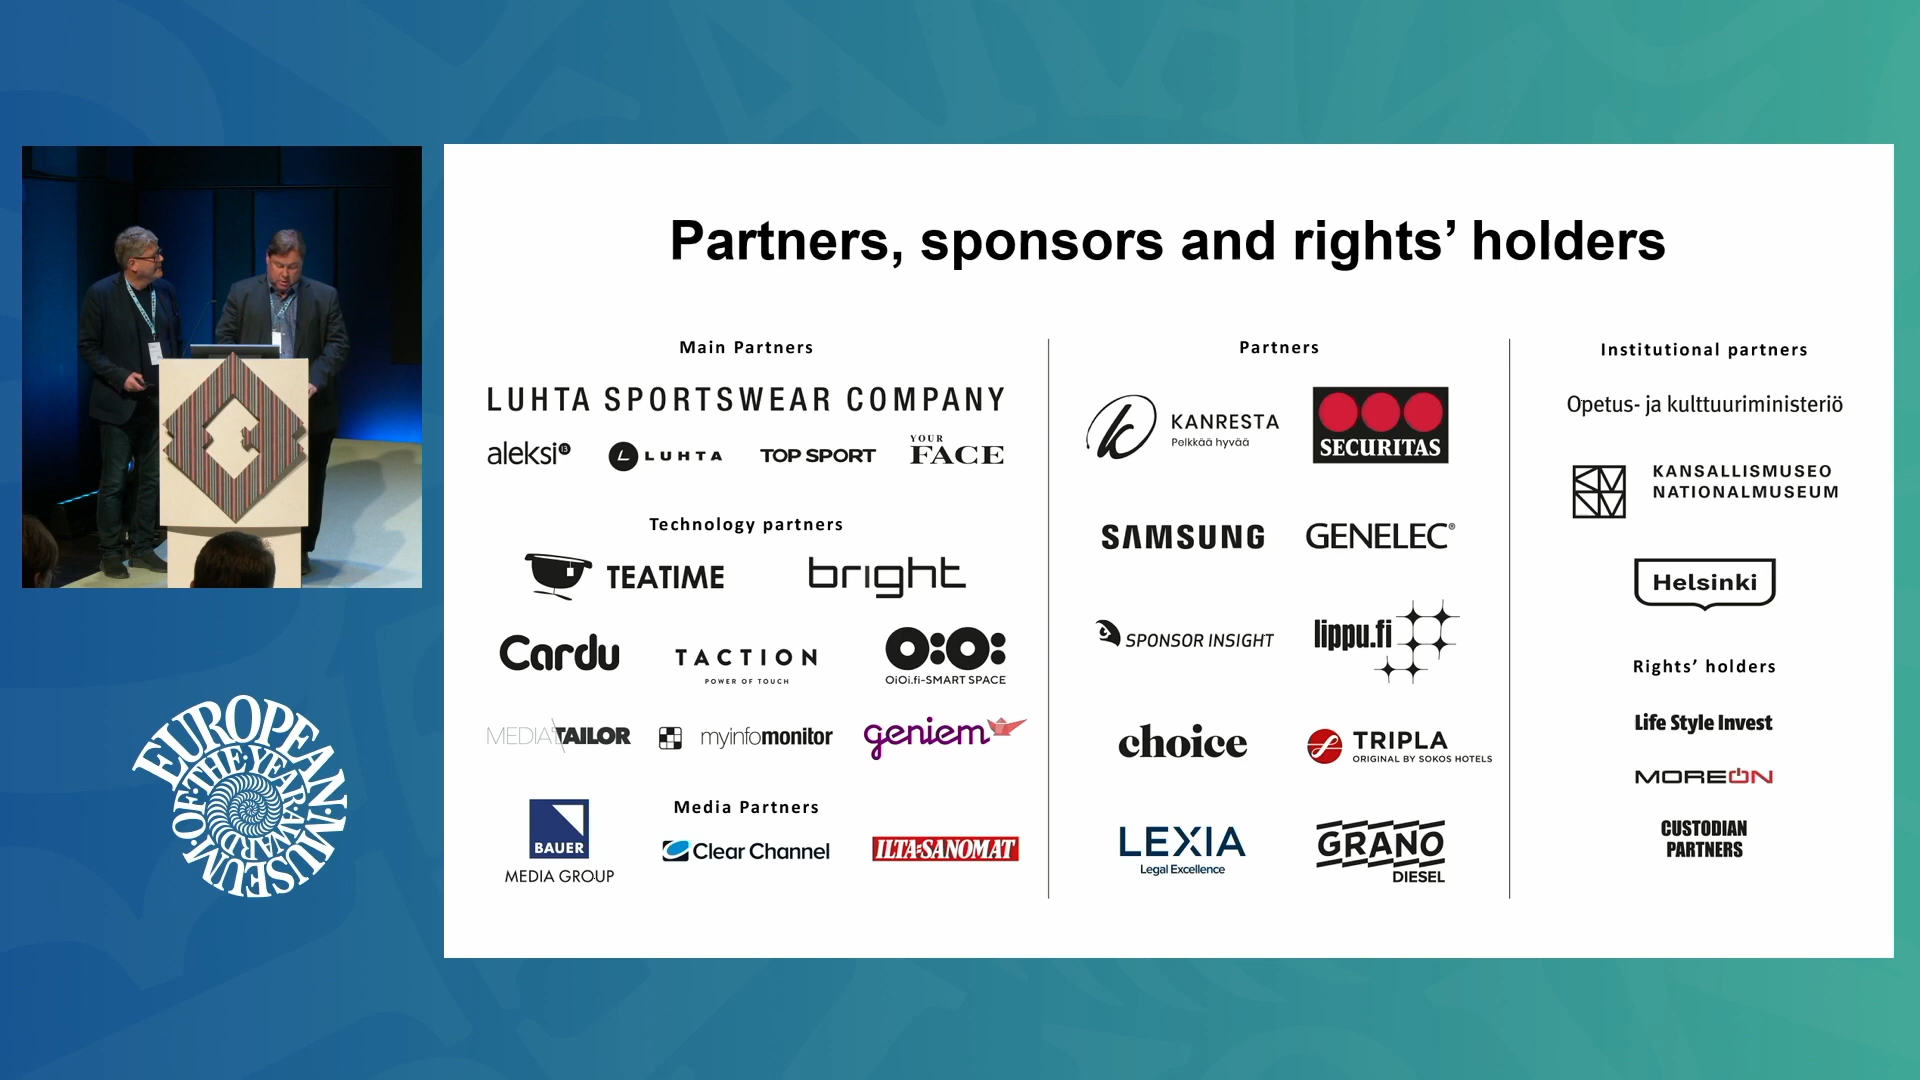 Partners, sponsors and rights’ holders
Main Partners
LUHTA SPORTSWEAR COMPANY
aleksi 13
LUHTA
TOP SPORT
YOUR
FACE
Technology partners
TEATIME
bright
Cardu
TACTION
POWER OF TOUCH
O:O:
OiOi.fi-SMART SPACE
MEDIATAILOR
myinfomonitor
geniem
Media Partners
BAUER
MEDIA GROUP
Clear Channel
ILTA-SANOMAT
Partners
KANRESTA
Pelkkää hyvää
SECURITAS
SAMSUNG
GENELEC®
SPONSOR INSIGHT
lippu.fi
choice
TRIPLA
ORIGINAL BY SOKOS HOTELS
LEXIA
Legal Excellence
GRANO
DIESEL
Institutional partners
Opetus- ja kulttuuriministeriö
KANSALLISMUSEO
NATIONALMUSEUM
Helsinki
Rights’ holders
Life Style Invest
MOREON
CUSTODIAN
PARTNERS
EUROPEAN·MUSEUM·OF·THE·YEAR·AWARD